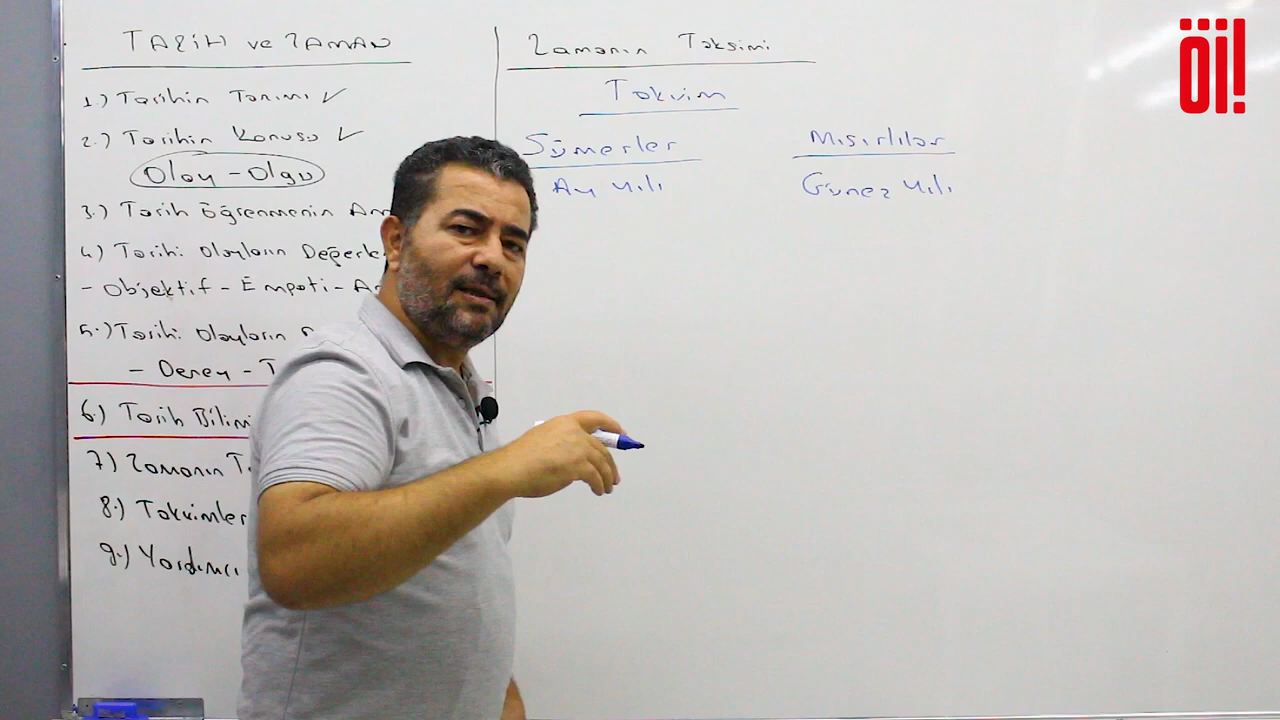 TARİH ve ZAMAN
1.) Tarihin Tanımı ✓
2.) Tarihin Konusu ✓
Olay - Olgu
3.) Tarih Öğrenmenin
4.) Tarihi Olayların
- Objektif - Empati -
5.) Tarihi Olayların
- Deney -
6.) Tarih
7.) Zamanın
8.) Takvimler
9.) Yardımcı
Zamanın Taksimi
Takvim
Sümerler Mısırlılar
Ay Yılı Güneş Yılı
öi!